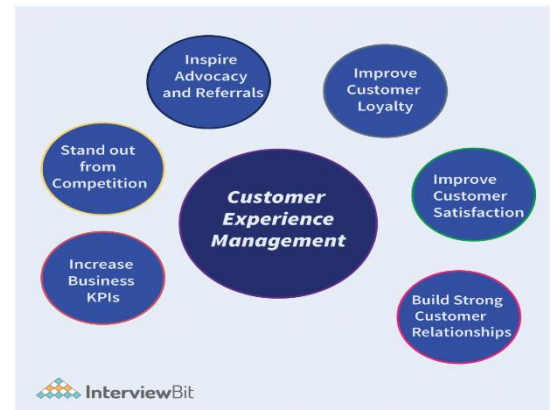 Inspire
Advocacy
and Referrals
Improve
Customer
Loyalty
Stand out
from
Competition
Customer
Experience
Management
Improve
Customer
Satisfaction
Increase
Business
KPIs
Build Strong
Customer
Relationships
InterviewBit